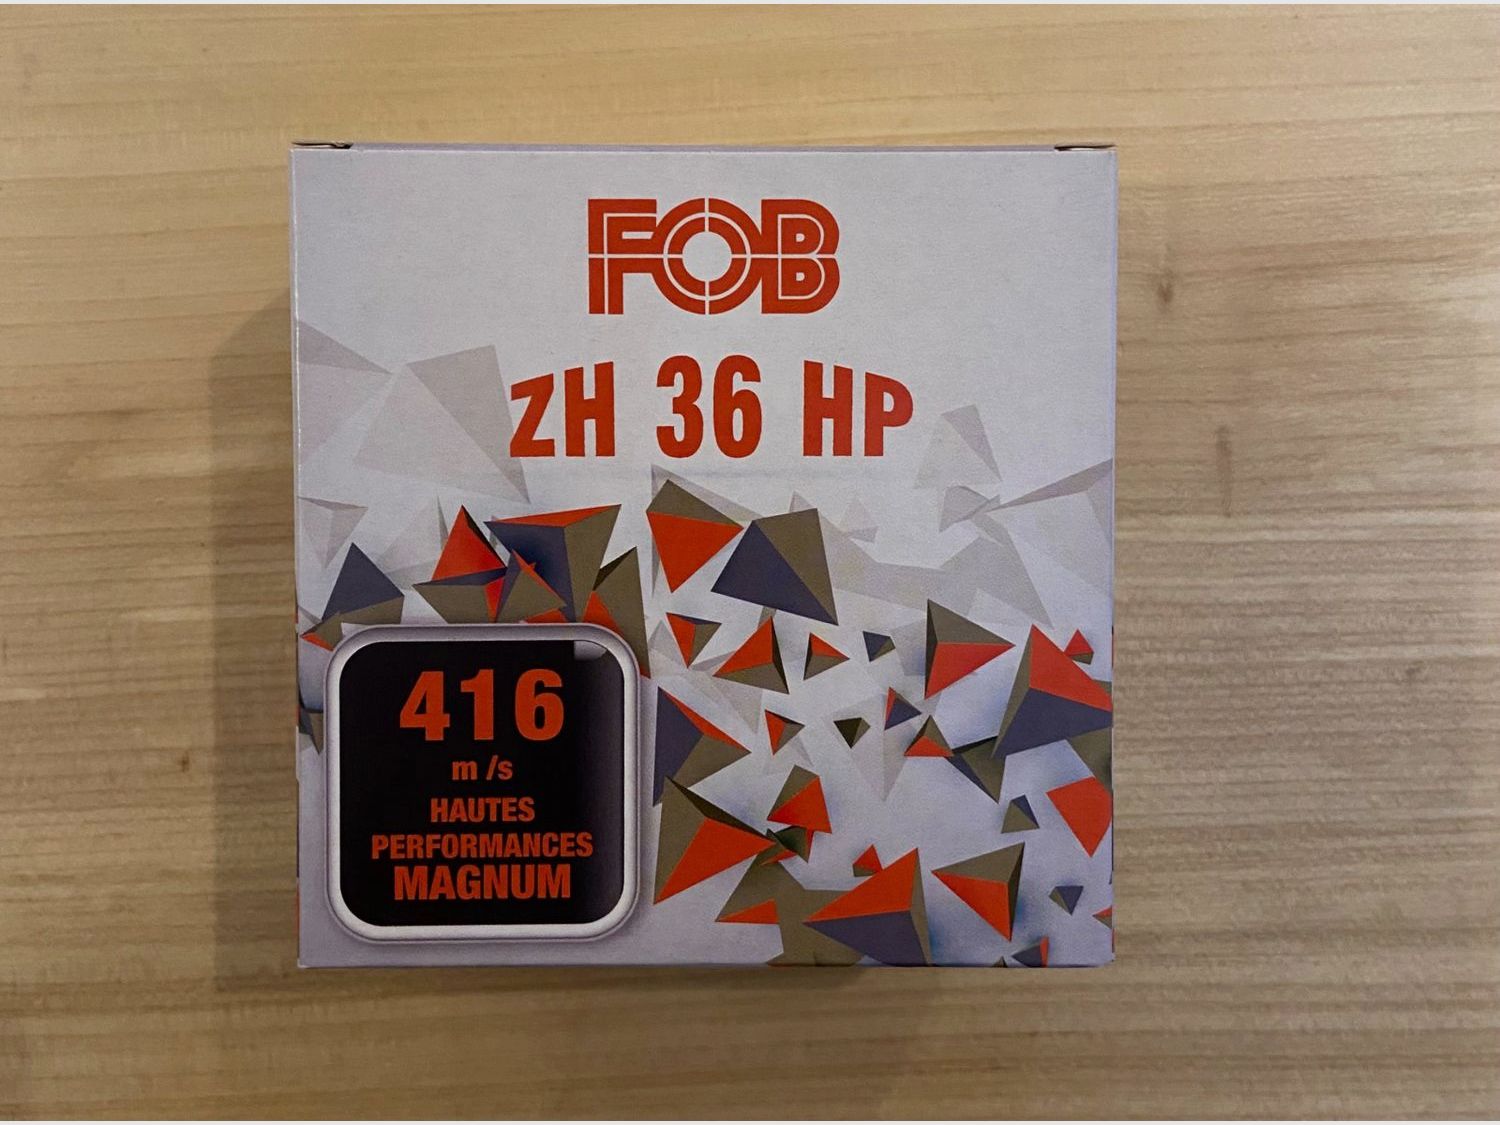 FOB
ZH 36 HP
416
m /s
HAUTES
PERFORMANCES
MAGNUM